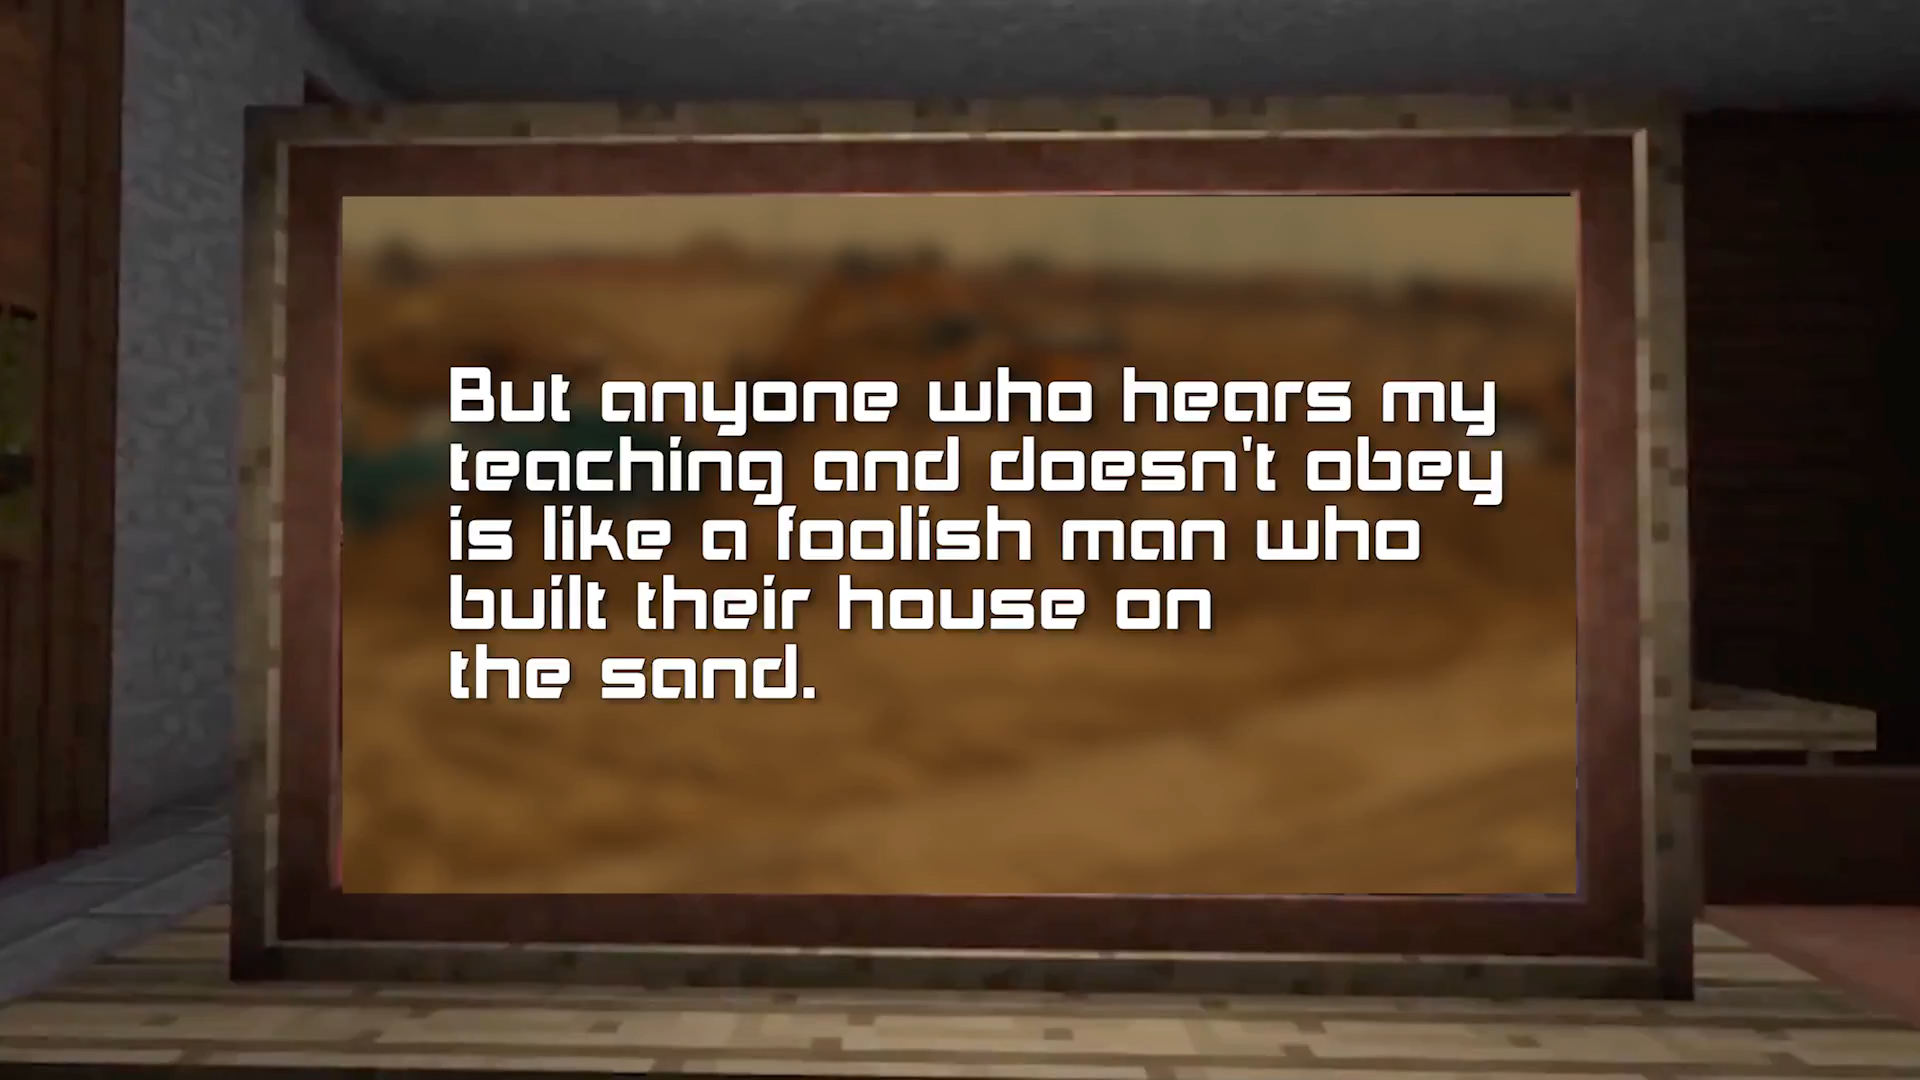 But anyone who hears my
teaching and doesn't obey
is like a foolish man who
built their house on
the sand.